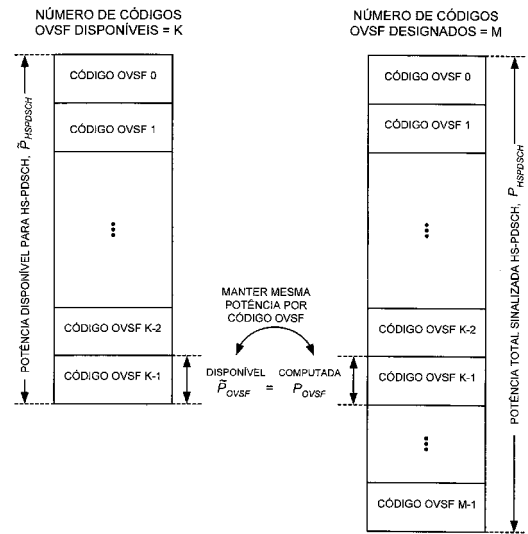 NÚMERO DE CÓDIGOS
OVSF DISPONÍVEIS = K
POTÊNCIA DISPONÍVEL PARA HS-PDSCH, P̃HSPDSCH
CÓDIGO OVSF 0
CÓDIGO OVSF 1
CÓDIGO OVSF K-2
CÓDIGO OVSF K-1
MANTER MESMA
POTÊNCIA POR
CÓDIGO OVSF
DISPONÍVEL COMPUTADA
P̃OVSF = POVSF
NÚMERO DE CÓDIGOS
OVSF DESIGNADOS = M
CÓDIGO OVSF 0
CÓDIGO OVSF 1
CÓDIGO OVSF K-2
CÓDIGO OVSF K-1
CÓDIGO OVSF M-1
POTÊNCIA TOTAL SINALIZADA HS-PDSCH, PHSPDSCH